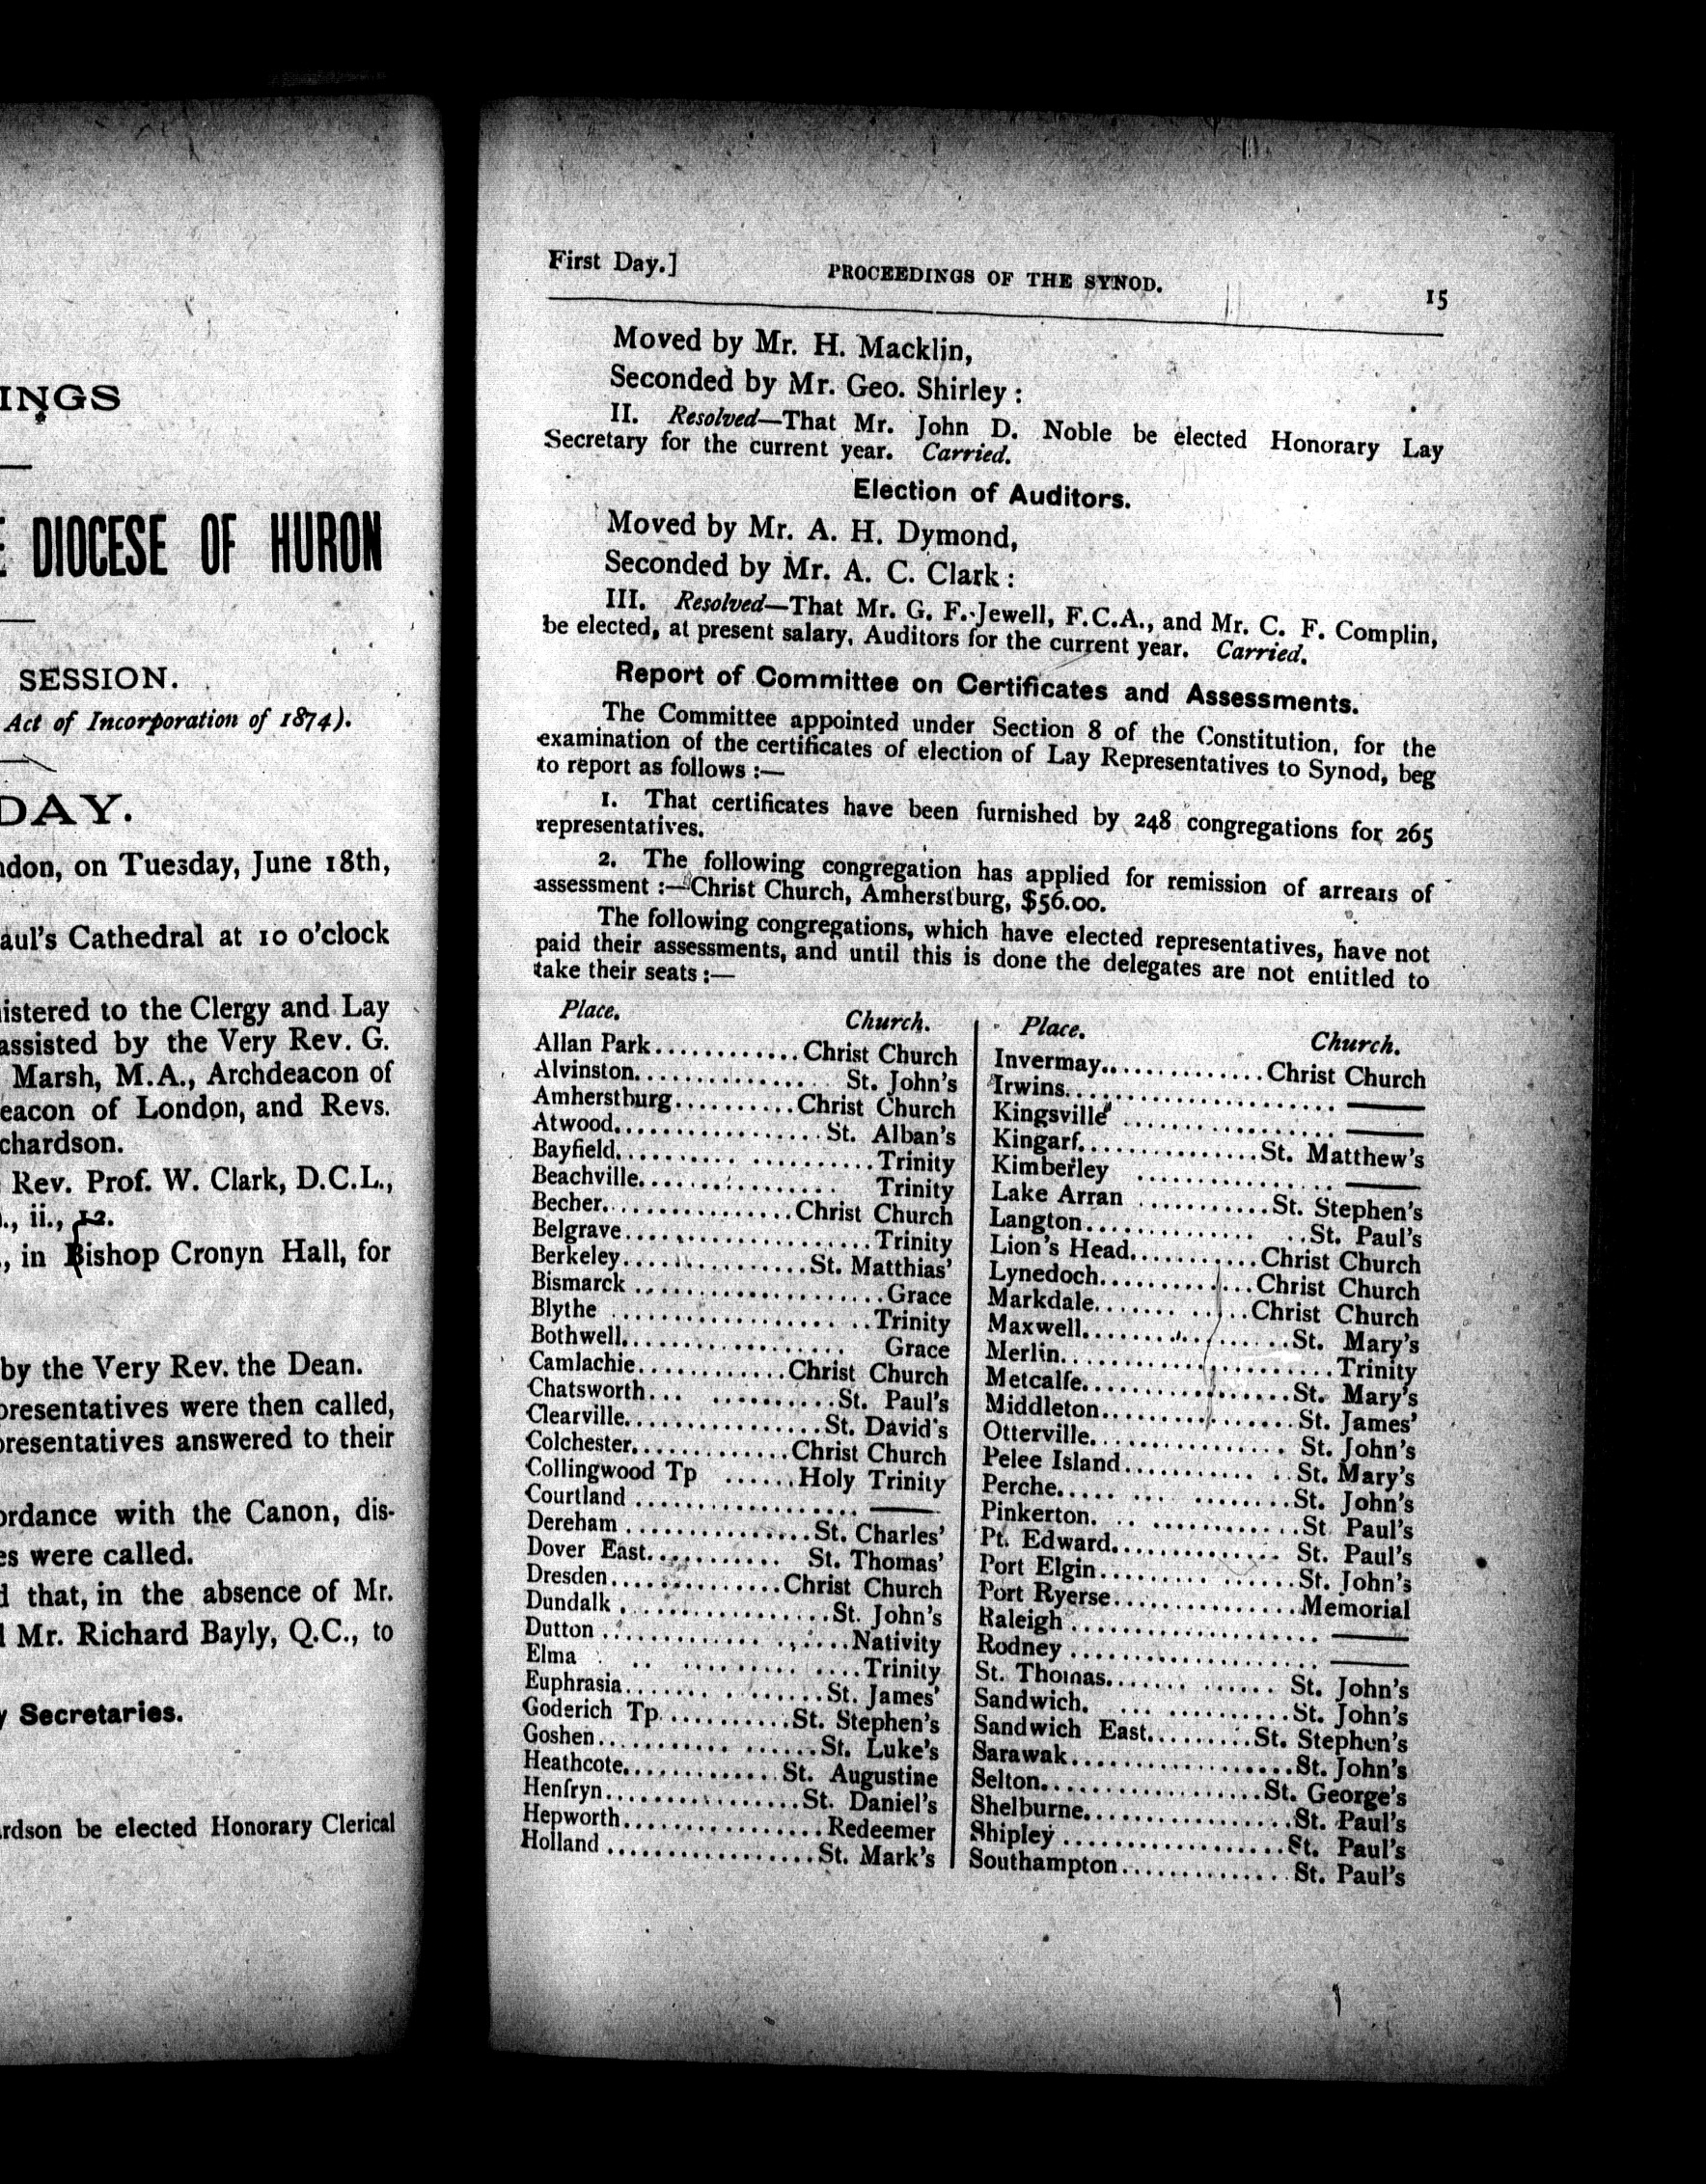 INGS
DIOCESE OF HURON
SESSION.
Act of Incorporation of 1874).
DAY.
ndon, on Tuesday, June 18th,
aul's Cathedral at 10 o'clock
istered to the Clergy and Lay
assisted by the Very Rev. G.
Marsh, M.A., Archdeacon of
eacon of London, and Revs.
chardson.
Rev. Prof. W. Clark, D.C.L.,
., ii., 12.
, in Bishop Cronyn Hall, for
by the Very Rev. the Dean.
presentatives were then called,
presentatives answered to their
ordance with the Canon, dis-
es were called.
d that, in the absence of Mr.
l Mr. Richard Bayly, Q.C., to
y Secretaries.
rdson be elected Honorary Clerical
First Day.] PROCEEDINGS OF THE SYNOD. 15
Moved by Mr. H. Macklin,
Seconded by Mr. Geo. Shirley :
II. Resolved—That Mr. John D. Noble be elected Honorary Lay
Secretary for the current year. Carried.
Election of Auditors.
Moved by Mr. A. H. Dymond,
Seconded by Mr. A. C. Clark :
III. Resolved—That Mr. G. F. Jewell, F.C.A., and Mr. C. F. Complin,
be elected, at present salary, Auditors for the current year. Carried.
Report of Committee on Certificates and Assessments.
The Committee appointed under Section 8 of the Constitution, for the
examination of the certificates of election of Lay Representatives to Synod, beg
to report as follows :—
1. That certificates have been furnished by 248 congregations for 265
representatives.
2. The following congregation has applied for remission of arrears of
assessment :—Christ Church, Amherstburg, $56.00.
The following congregations, which have elected representatives, have not
paid their assessments, and until this is done the delegates are not entitled to
take their seats :—
Place. Church.
Allan Park............Christ Church
Alvinston................St. John's
Amherstburg..........Christ Church
Atwood.................St. Alban's
Bayfield......................Trinity
Beachville.................. Trinity
Becher................Christ Church
Belgrave.....................Trinity
Berkeley...............St. Matthias'
Bismarck .....................Grace
Blythe ......................Trinity
Bothwell................... Grace
Camlachie............Christ Church
Chatsworth... ..........St. Paul's
Clearville.................St. David's
Colchester.............Christ Church
Collingwood Tp ......Holy Trinity
Courtland ................... ——
Dereham ...............St. Charles'
Dover East........... St. Thomas'
Dresden..............Christ Church
Dundalk .................St. John's
Dutton ............. ......Nativity
Elma . .. ......... ....Trinity
Euphrasia....... .......St. James'
Goderich Tp...........St. Stephen's
Goshen........... ......St. Luke's
Heathcote.............St. Augustine
Henfryn................St. Daniel's
Hepworth................Redeemer
Holland .................St. Mark's
Place. Church.
Invermay..............Christ Church
Irwins....................... ——
Kingsville .................. ——
Kingarf...............St. Matthew's
Kimberley ................. ——
Lake Arran ...........St. Stephen's
Langton.............. ..St. Paul's
Lion's Head..........Christ Church
Lynedoch.............Christ Church
Markdale....... .....Christ Church
Maxwell..................St. Mary's
Merlin.......................Trinity
Metcalfe..................St. Mary's
Middleton................St. James'
Otterville................ St. John's
Pelee Island........... ..St. Mary's
Perche..... ... ........St. John's
Pinkerton. .. ...........St. Paul's
Pt. Edward.............. St. Paul's
Port Elgin......... ......St. John's
Port Ryerse...............Memorial
Raleigh ..................... ——
Rodney ..................... ——
St. Thomas....... ...... St. John's
Sandwich. ... ..........St. John's
Sandwich East.........St. Stephen's
Sarawak...................St. John's
Selton..................St. George's
Shelburne................St. Paul's
Shipley ..................St. Paul's
Southampton.............St. Paul's